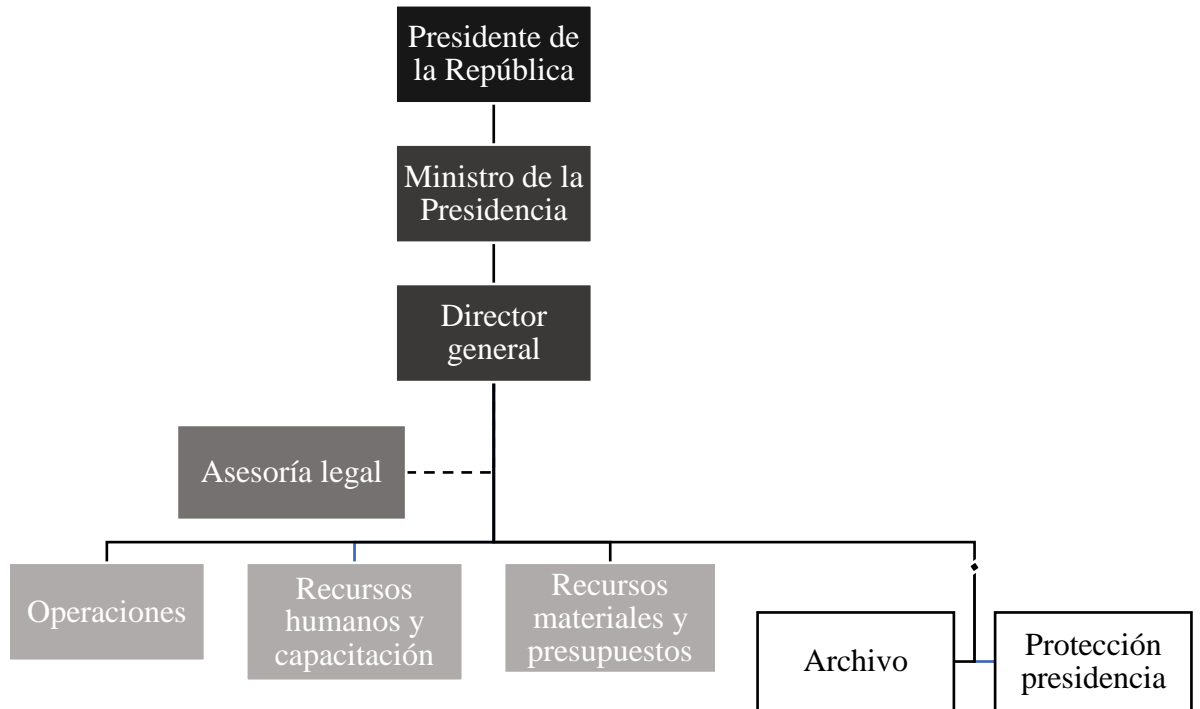 Presidente de
la República
Ministro de la
Presidencia
Director
general
Asesoría legal
Operaciones
Recursos
humanos y
capacitación
Recursos
materiales y
presupuestos
Archivo
Protección
presidencia